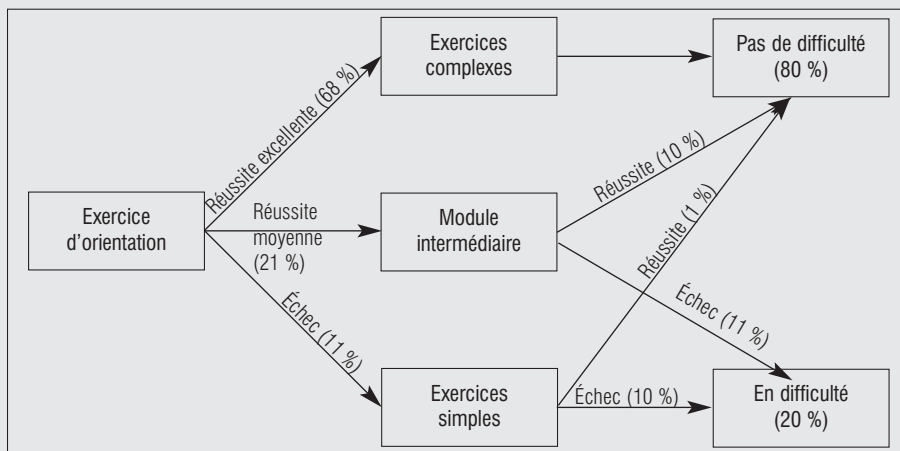 Exercices
complexes
Pas de difficulté
(80 %)
Réussite excellente (68 %)
Réussite (10 %)
Exercice
d'orientation
Réussite
moyenne
(21 %)
Module
intermédiaire
Réussite (1 %)
Échec (11 %)
Échec (11 %)
Exercices
simples
Échec (10 %)
En difficulté
(20 %)